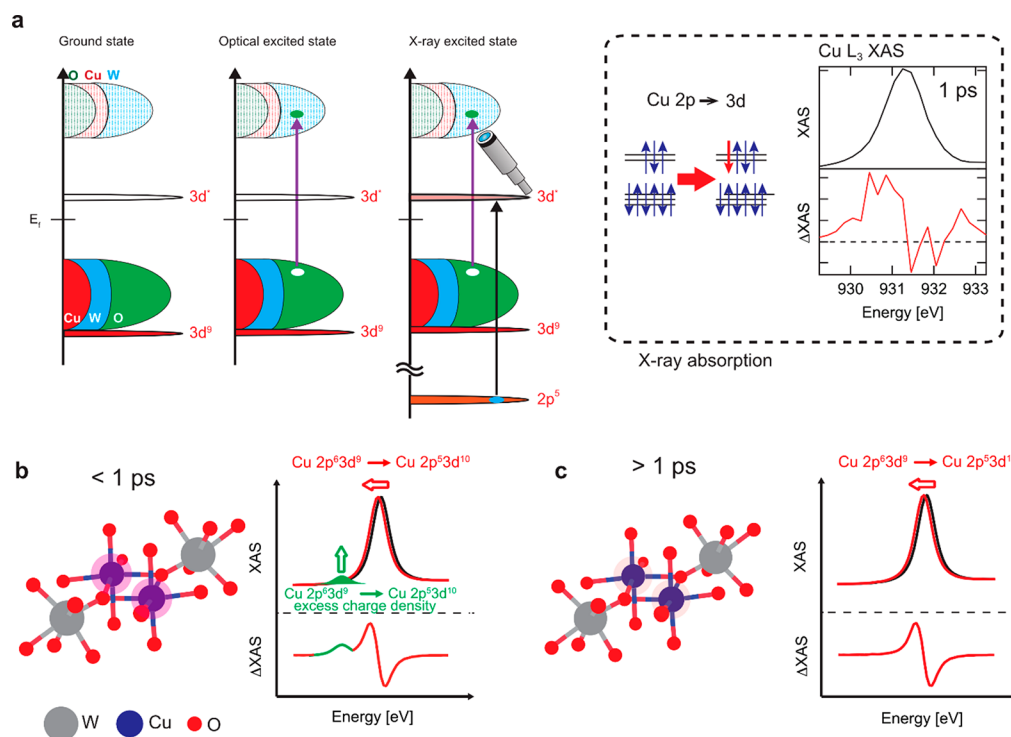 a
Ground state
Optical excited state
X-ray excited state
O Cu W
3d*
3d*
3d*
E_f
Cu W O
3d⁹
3d⁹
3d⁹
2p⁵
Cu L₃ XAS
Cu 2p → 3d
1 ps
XAS
ΔXAS
930 931 932 933
Energy [eV]
X-ray absorption
b
< 1 ps
Cu 2p⁶3d⁹ → Cu 2p⁵3d¹⁰
XAS
Cu 2p⁶3d⁹ → Cu 2p⁵3d¹⁰
excess charge density
ΔXAS
Energy [eV]
W Cu O
c
> 1 ps
Cu 2p⁶3d⁹ → Cu 2p⁵3d¹
XAS
ΔXAS
Energy [eV]